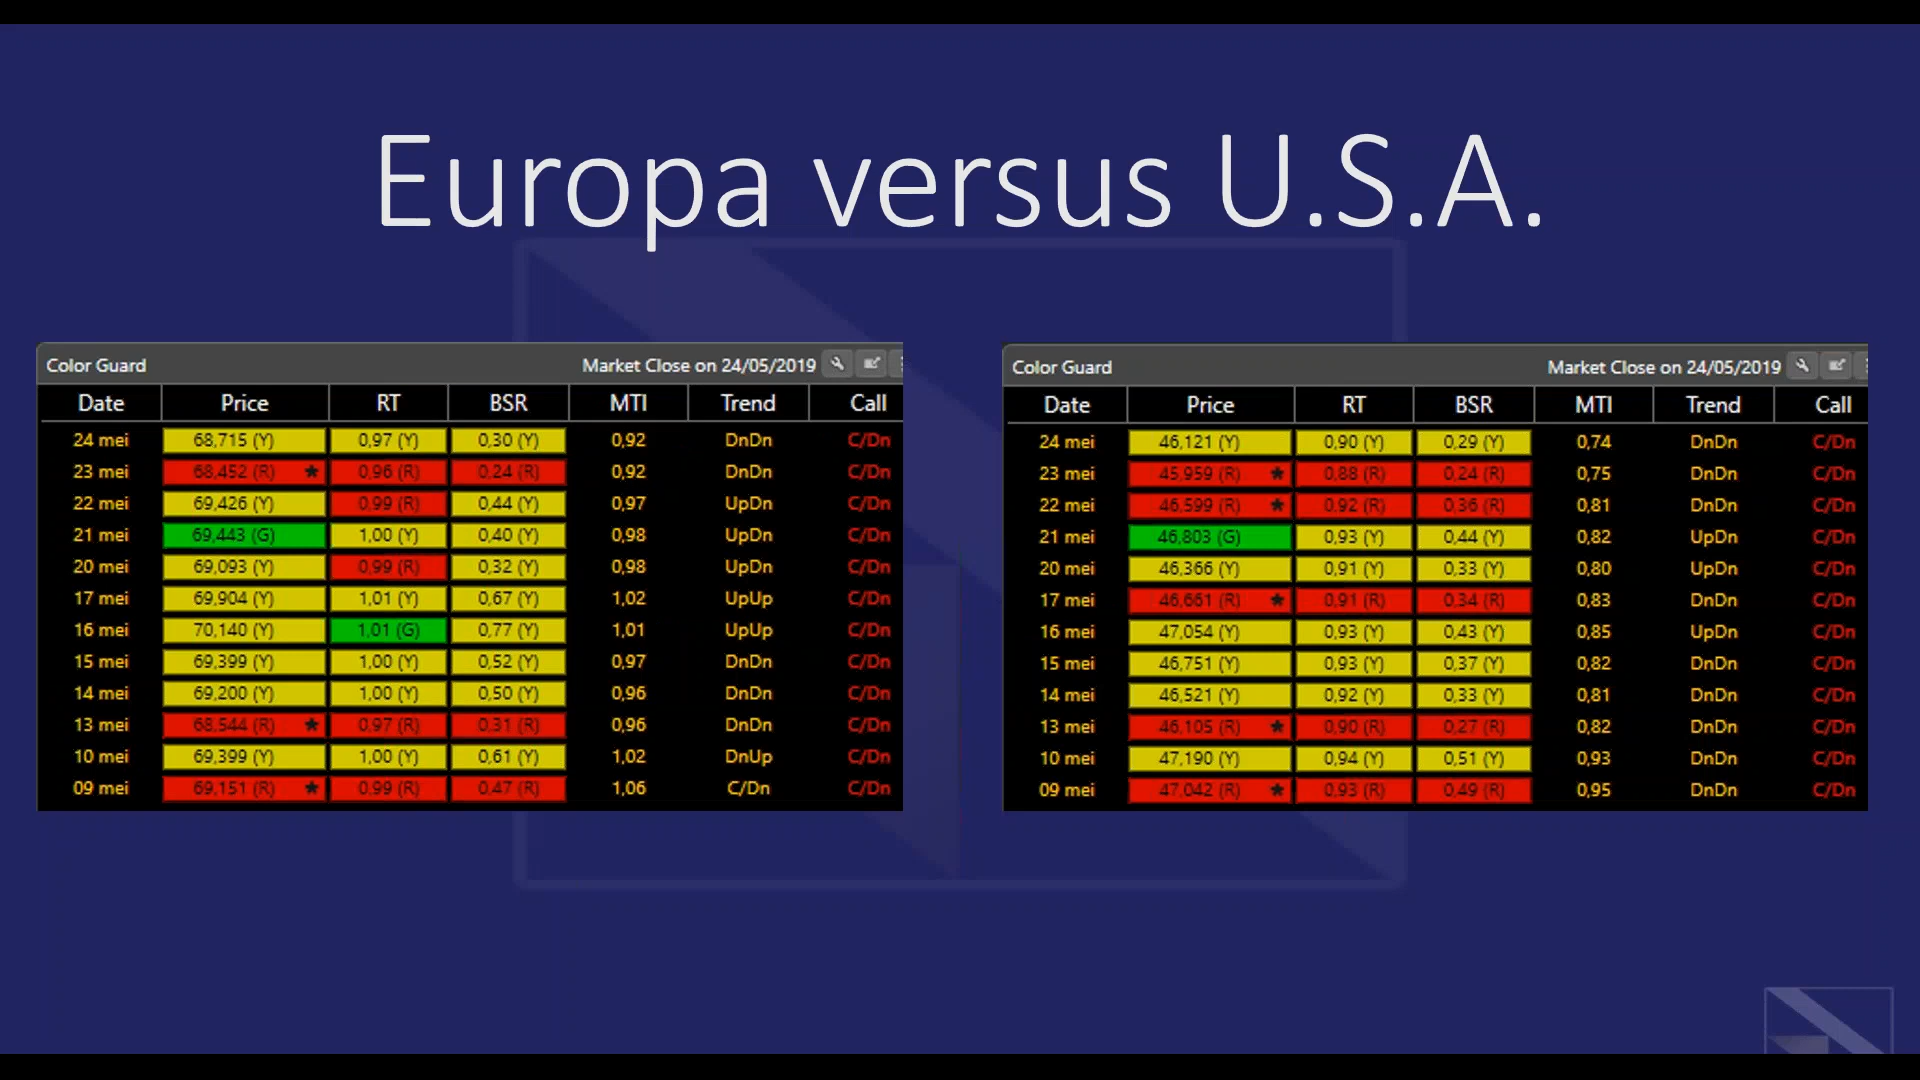 Europa versus U.S.A.
Color Guard Market Close on 24/05/2019
Date Price RT BSR MTI Trend Call
24 mei 68,715 (Y) 0,97 (Y) 0,30 (Y) 0,92 DnDn C/Dn
23 mei 68,452 (R) ★ 0,96 (R) 0,24 (R) 0,92 DnDn C/Dn
22 mei 69,426 (Y) 0,99 (R) 0,44 (Y) 0,97 UpDn C/Dn
21 mei 69,443 (G) 1,00 (Y) 0,40 (Y) 0,98 UpDn C/Dn
20 mei 69,093 (Y) 0,99 (R) 0,32 (Y) 0,98 UpDn C/Dn
17 mei 69,904 (Y) 1,01 (Y) 0,67 (Y) 1,02 UpUp C/Dn
16 mei 70,140 (Y) 1,01 (G) 0,77 (Y) 1,01 UpUp C/Dn
15 mei 69,399 (Y) 1,00 (Y) 0,52 (Y) 0,97 DnDn C/Dn
14 mei 69,200 (Y) 1,00 (Y) 0,50 (Y) 0,96 DnDn C/Dn
13 mei 68,544 (R) ★ 0,97 (R) 0,31 (R) 0,96 DnDn C/Dn
10 mei 69,399 (Y) 1,00 (Y) 0,61 (Y) 1,02 DnUp C/Dn
09 mei 69,151 (R) ★ 0,99 (R) 0,47 (R) 1,06 C/Dn C/Dn
Color Guard Market Close on 24/05/2019
Date Price RT BSR MTI Trend Call
24 mei 46,121 (Y) 0,90 (Y) 0,29 (Y) 0,74 DnDn C/Dn
23 mei 45,959 (R) ★ 0,88 (R) 0,24 (R) 0,75 DnDn C/Dn
22 mei 46,599 (R) ★ 0,92 (R) 0,36 (R) 0,81 DnDn C/Dn
21 mei 46,803 (G) 0,93 (Y) 0,44 (Y) 0,82 UpDn C/Dn
20 mei 46,366 (Y) 0,91 (Y) 0,33 (Y) 0,80 UpDn C/Dn
17 mei 46,661 (R) ★ 0,91 (R) 0,34 (R) 0,83 DnDn C/Dn
16 mei 47,054 (Y) 0,93 (Y) 0,43 (Y) 0,85 UpDn C/Dn
15 mei 46,751 (Y) 0,93 (Y) 0,37 (Y) 0,82 DnDn C/Dn
14 mei 46,521 (Y) 0,92 (Y) 0,33 (Y) 0,81 DnDn C/Dn
13 mei 46,105 (R) ★ 0,90 (R) 0,27 (R) 0,82 DnDn C/Dn
10 mei 47,190 (Y) 0,94 (Y) 0,51 (Y) 0,93 DnDn C/Dn
09 mei 47,042 (R) ★ 0,93 (R) 0,49 (R) 0,95 DnDn C/Dn